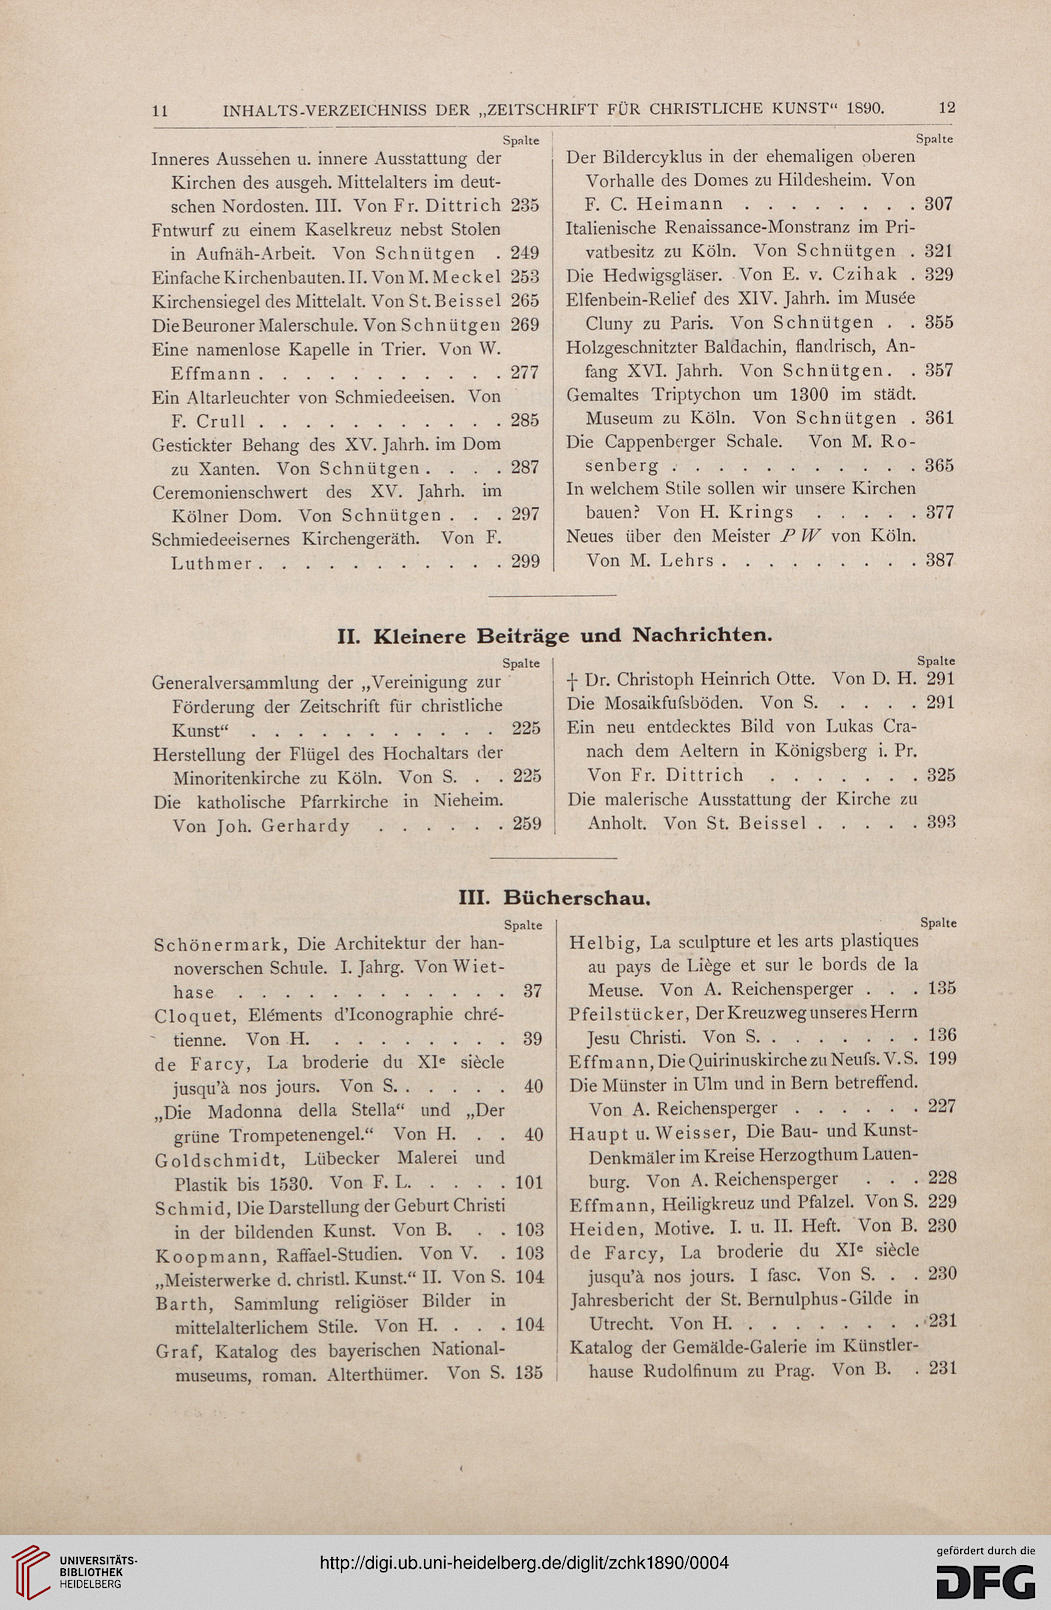 11 INHALTS-VERZEICHNISS DER „ZEITSCHRIFT FÜR CHRISTLICHE KUNST“ 1890. 12
Spalte
Inneres Aussehen u. innere Ausstattung der
Kirchen des ausgeh. Mittelalters im deut-
schen Nordosten. III. Von Fr. Dittrich 235
Fntwurf zu einem Kaselkreuz nebst Stolen
in Aufnäh-Arbeit. Von Schnütgen . 249
Einfache Kirchenbauten. II. Von M. Meckel 253
Kirchensiegel des Mittelalt. Von St. Beissel 265
Die Beuroner Malerschule. Von Schnütgen 269
Eine namenlose Kapelle in Trier. Von W.
Effmann . . . . . . . . . . . 277
Ein Altarleuchter von Schmiedeeisen. Von
F. Crull . . . . . . . . . . . 285
Gestickter Behang des XV. Jahrh. im Dom
zu Xanten. Von Schnütgen . . . . 287
Ceremonienschwert des XV. Jahrh. im
Kölner Dom. Von Schnütgen . . . 297
Schmiedeeisernes Kirchengeräth. Von F.
Luthmer . . . . . . . . . . . 299
Spalte
Der Bildercyklus in der ehemaligen oberen
Vorhalle des Domes zu Hildesheim. Von
F. C. Heimann . . . . . . . . 307
Italienische Renaissance-Monstranz im Pri-
vatbesitz zu Köln. Von Schnütgen . 321
Die Hedwigsgläser. Von E. v. Czihak . 329
Elfenbein-Relief des XIV. Jahrh. im Musée
Cluny zu Paris. Von Schnütgen . . 355
Holzgeschnitzter Baldachin, flandrisch, An-
fang XVI. Jahrh. Von Schnütgen . . 357
Gemaltes Triptychon um 1300 im städt.
Museum zu Köln. Von Schnütgen . 361
Die Cappenberger Schale. Von M. Ro-
senberg . . . . . . . . . . . 365
In welchem Stile sollen wir unsere Kirchen
bauen? Von H. Krings . . . . . 377
Neues über den Meister P W von Köln.
Von M. Lehrs . . . . . . . . . 387
II. Kleinere Beiträge und Nachrichten.
Spalte
Generalversammlung der „Vereinigung zur
Förderung der Zeitschrift für christliche
Kunst“ . . . . . . . . . . . 225
Herstellung der Flügel des Hochaltars der
Minoritenkirche zu Köln. Von S. . . 225
Die katholische Pfarrkirche in Nieheim.
Von Joh. Gerhardy . . . . . . 259
Spalte
† Dr. Christoph Heinrich Otte. Von D. H. 291
Die Mosaikfußböden. Von S. . . . . 291
Ein neu entdecktes Bild von Lukas Cra-
nach dem Aeltern in Königsberg i. Pr.
Von Fr. Dittrich . . . . . . . 325
Die malerische Ausstattung der Kirche zu
Anholt. Von St. Beissel . . . . . 393
III. Bücherschau.
Spalte
Schönermark, Die Architektur der han-
noverschen Schule. I. Jahrg. Von Wiet-
hase . . . . . . . . . . . . 37
Cloquet, Eléments d'Iconographie chré-
tienne. Von H. . . . . . . . . 39
de Farcy, La broderie du XIe siècle
jusqu'à nos jours. Von S. . . . . . 40
„Die Madonna della Stella“ und „Der
grüne Trompetenengel.“ Von H. . . 40
Goldschmidt, Lübecker Malerei und
Plastik bis 1530. Von F. L. . . . . 101
Schmid, Die Darstellung der Geburt Christi
in der bildenden Kunst. Von B. . . 103
Koopmann, Raffael-Studien. Von V. . 103
„Meisterwerke d. christl. Kunst.“ II. Von S. 104
Barth, Sammlung religiöser Bilder in
mittelalterlichem Stile. Von H. . . . 104
Graf, Katalog des bayerischen National-
museums, roman. Alterthümer. Von S. 135
Spalte
Helbig, La sculpture et les arts plastiques
au pays de Liège et sur le bords de la
Meuse. Von A. Reichensperger . . . 135
Pfeilstücker, Der Kreuzweg unseres Herrn
Jesu Christi. Von S. . . . . . . . 136
Effmann, Die Quirinuskirche zu Neuß. V. S. 199
Die Münster in Ulm und in Bern betreffend.
Von A. Reichensperger . . . . . . 227
Haupt u. Weisser, Die Bau- und Kunst-
Denkmäler im Kreise Herzogthum Lauen-
burg. Von A. Reichensperger . . . 228
Effmann, Heiligkreuz und Pfalzel. Von S. 229
Heiden, Motive. I. u. II. Heft. Von B. 230
de Farcy, La broderie du XIe siècle
jusqu'à nos jours. I fasc. Von S. . . 230
Jahresbericht der St. Bernulphus-Gilde in
Utrecht. Von H. . . . . . . . . 231
Katalog der Gemälde-Galerie im Künstler-
hause Rudolfinum zu Prag. Von B. . 231
UNIVERSITÄTS-
BIBLIOTHEK
HEIDELBERG
http://digi.ub.uni-heidelberg.de/diglit/zchk1890/0004
gefördert durch die
DFG